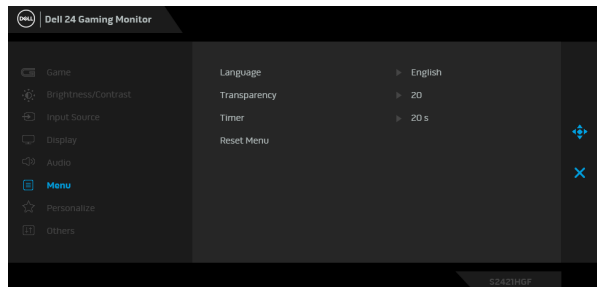 DELL Dell 24 Gaming Monitor
Game
Brightness/Contrast
Input Source
Display
Audio
Menu
Personalize
Others
Language English
Transparency 20
Timer 20 s
Reset Menu
S2421HGF